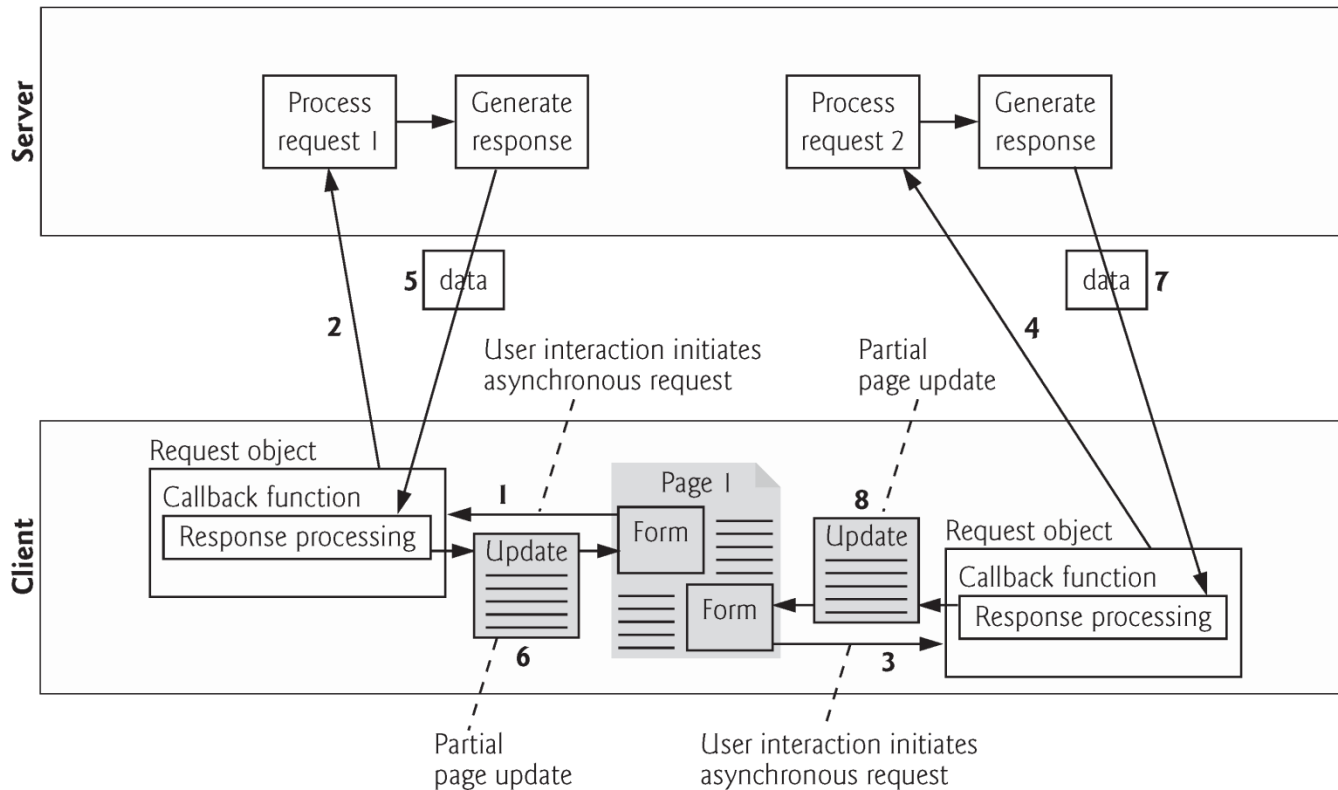 Server
Process
request 1
Generate
response
Process
request 2
Generate
response
5
data
data
7
2
4
User interaction initiates
asynchronous request
Partial
page update
Client
Request object
Callback function
Response processing
1
Update
6
Page 1
Form
Form
8
Update
3
Request object
Callback function
Response processing
Partial
page update
User interaction initiates
asynchronous request